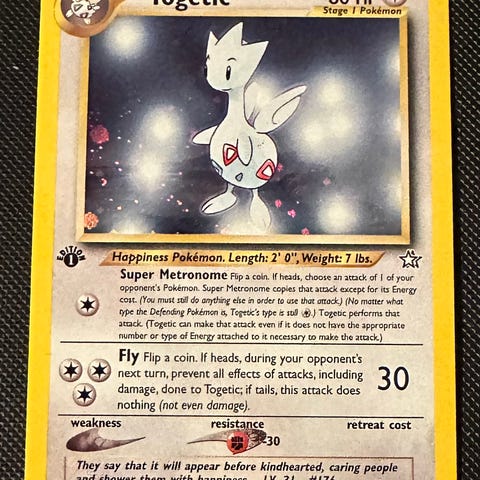 Togetic 60 HP
Stage 1 Pokémon
EDITION 1
Happiness Pokémon. Length: 2' 0", Weight: 7 lbs.
Super Metronome Flip a coin. If heads, choose an attack of 1 of your
opponent's Pokémon. Super Metronome copies that attack except for its Energy
cost. (You must still do anything else in order to use that attack.) (No matter what
type the Defending Pokémon is, Togetic's type is still .) Togetic performs that
attack. (Togetic can make that attack even if it does not have the appropriate
number or type of Energy attached to it necessary to make the attack.)
Fly Flip a coin. If heads, during your opponent's
next turn, prevent all effects of attacks, including
damage, done to Togetic; if tails, this attack does
nothing (not even damage).
30
weakness resistance retreat cost
-30
They say that it will appear before kindhearted, caring people
and shower them with happiness. LV. 31 #176